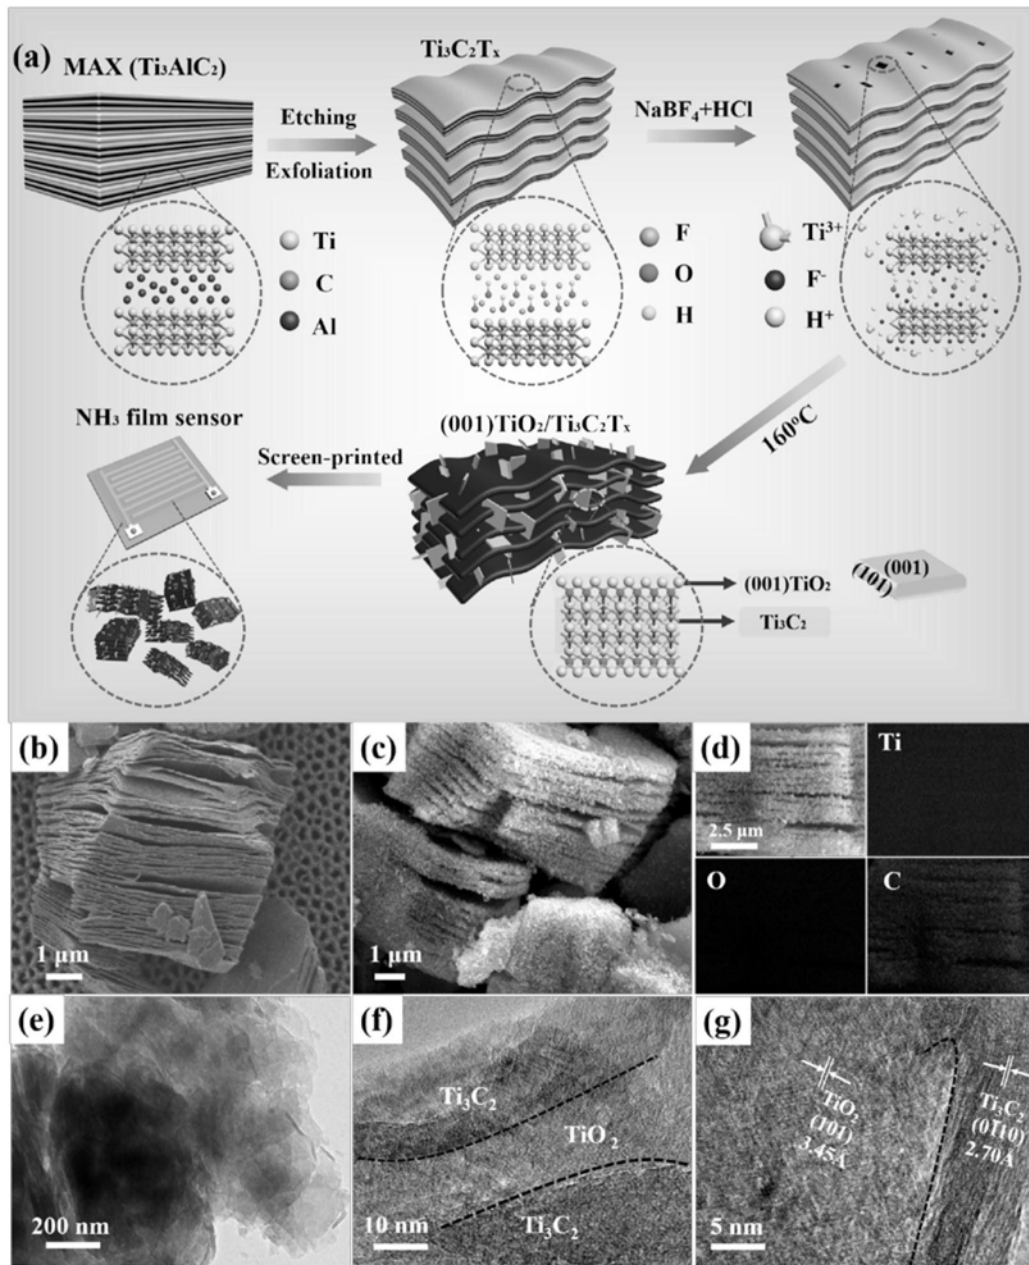 (a)
MAX (Ti₃AlC₂)
Etching
Exfoliation
Ti₃C₂Tₓ
NaBF₄+HCl
Ti
C
Al
F
O
H
Ti³⁺
F⁻
H⁺
160°C
NH₃ film sensor
Screen-printed
(001)TiO₂/Ti₃C₂Tₓ
(001)TiO₂
Ti₃C₂
(001)
(101)
(b)
1 μm
(c)
1 μm
(d)
2.5 μm
Ti
O
C
(e)
200 nm
(f)
Ti₃C₂
TiO₂
Ti₃C₂
10 nm
(g)
TiO₂
(101)
3.45Å
Ti₃C₂
(01̄10)
2.70Å
5 nm